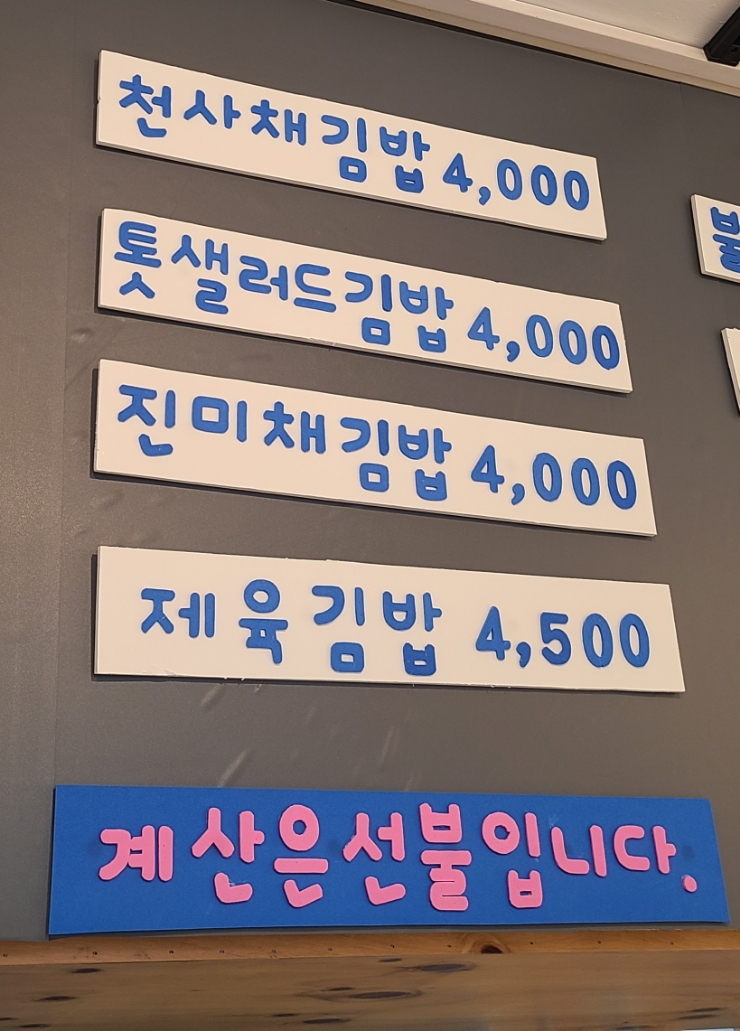 천사채김밥 4,000
톳샐러드김밥 4,000
진미채김밥 4,000
제육김밥 4,500
계산은선불입니다.